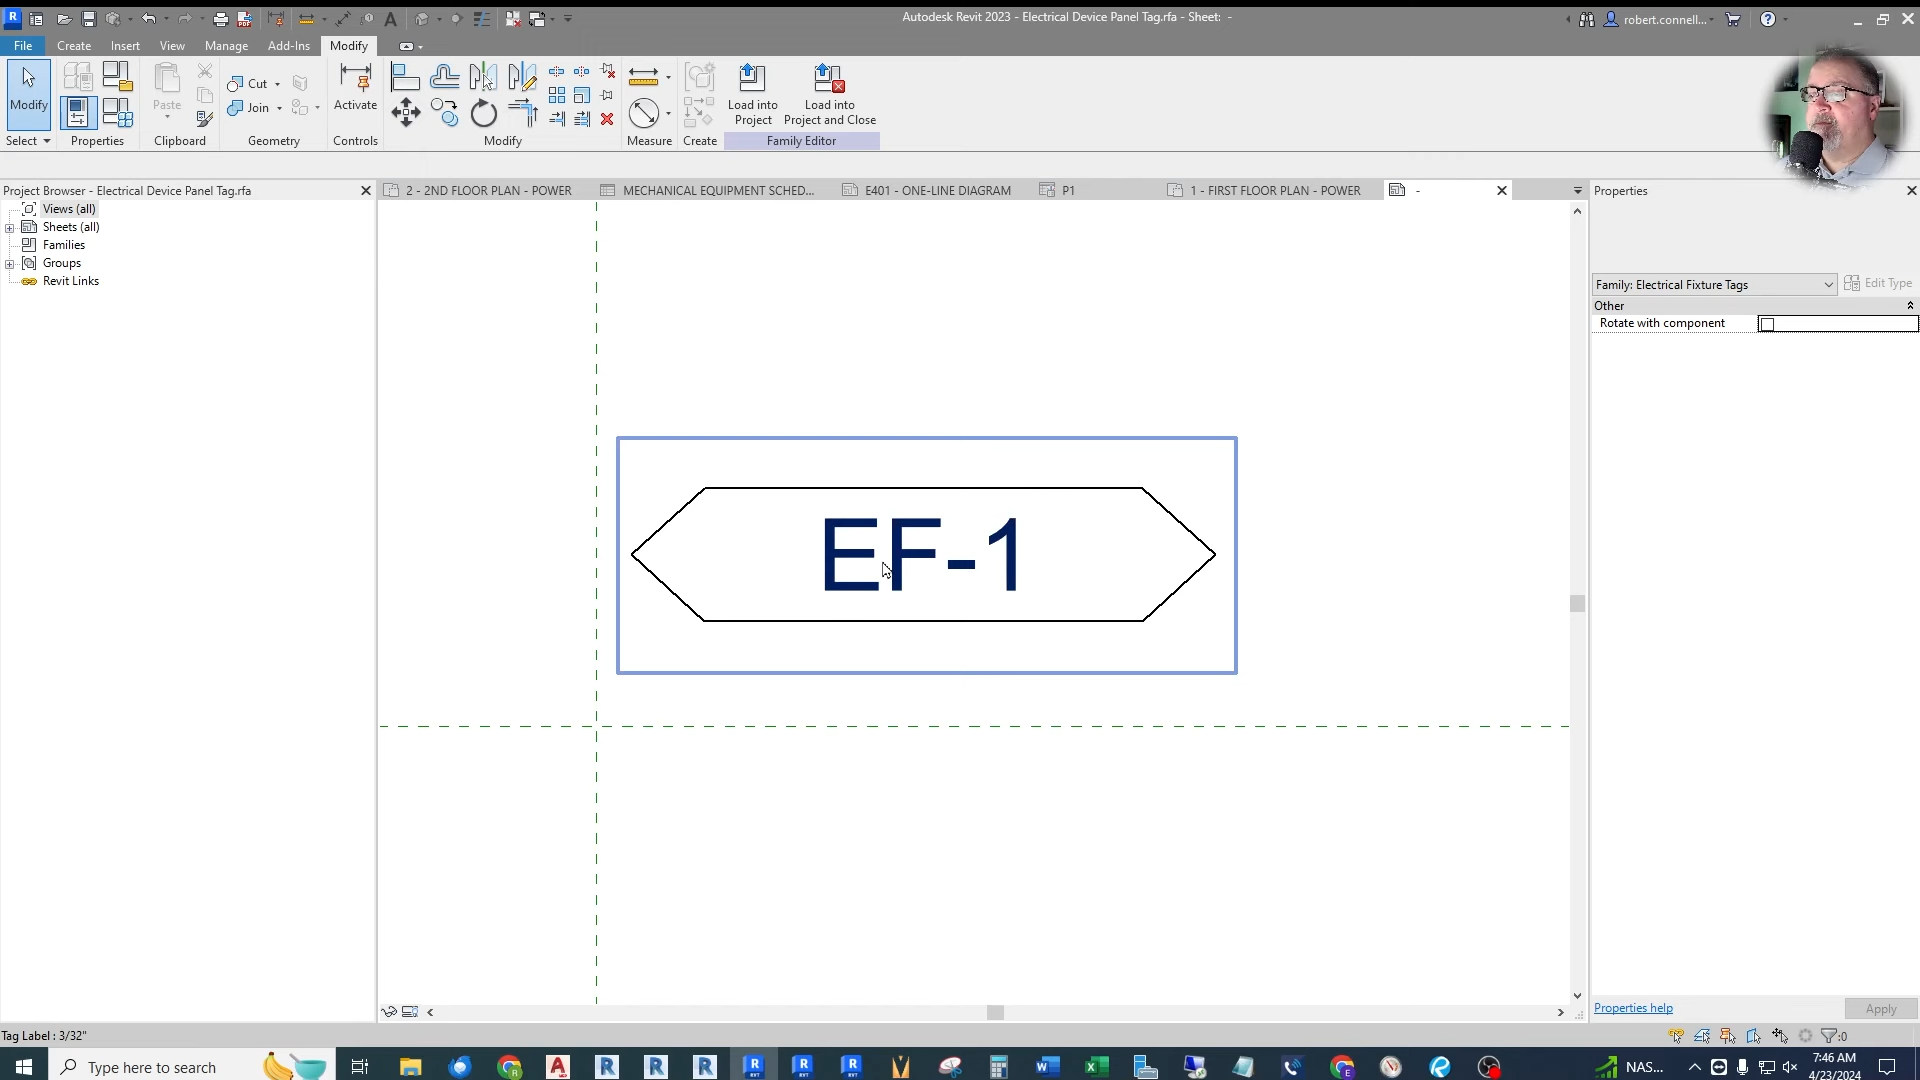 Autodesk Revit 2023 - Electrical Device Panel Tag.rfa - Sheet: -
robert.connell...
File Create Insert View Manage Add-Ins Modify
Modify
Paste
Cut
Join
Activate
Load into Project
Load into Project and Close
Select Properties Clipboard Geometry Controls Modify Measure Create Family Editor
Project Browser - Electrical Device Panel Tag.rfa
Views (all)
Sheets (all)
Families
Groups
Revit Links
2 - 2ND FLOOR PLAN - POWER
MECHANICAL EQUIPMENT SCHED...
E401 - ONE-LINE DIAGRAM
P1
1 - FIRST FLOOR PLAN - POWER
-
EF-1
Properties
Family: Electrical Fixture Tags
Edit Type
Other
Rotate with component
Properties help
Apply
Tag Label : 3/32"
:0
Type here to search
NAS...
7:46 AM
4/23/2024